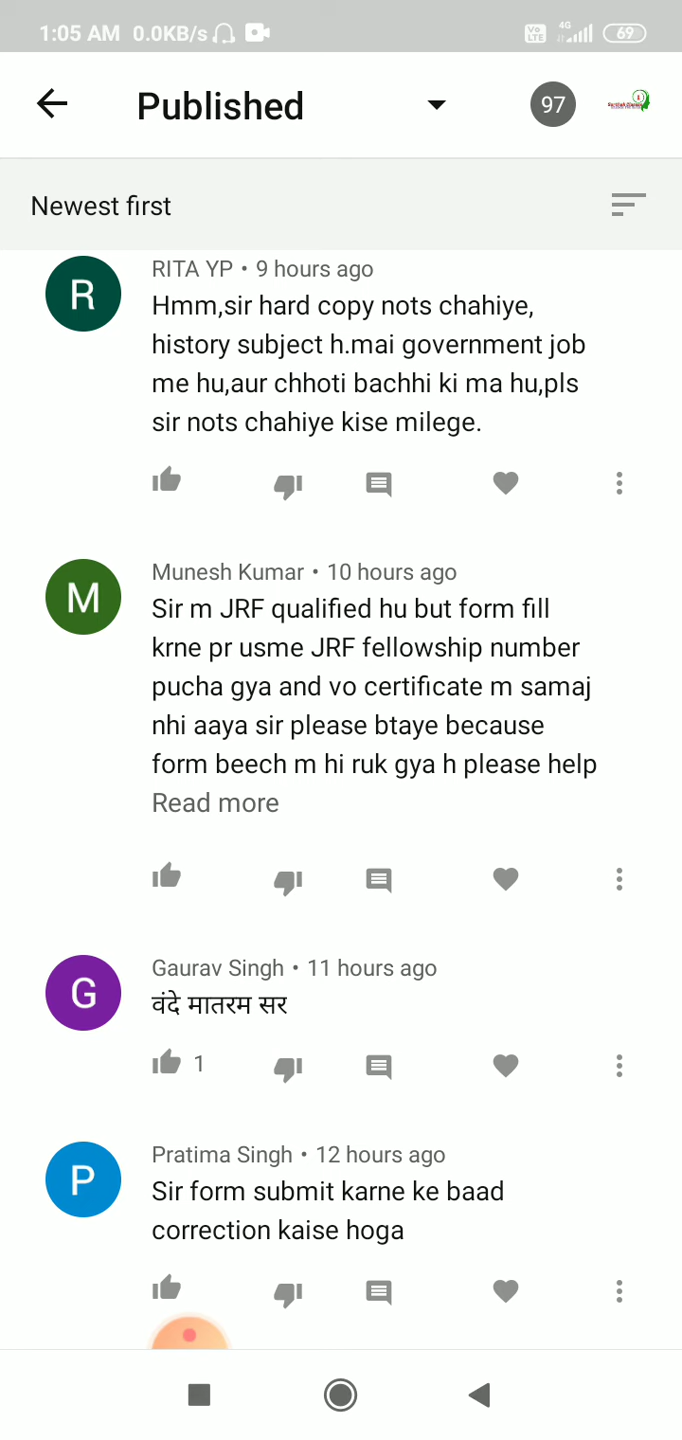 1:05 AM 0.0KB/s
Vo LTE 4G 69
Published 97
Newest first
R
RITA YP • 9 hours ago
Hmm,sir hard copy nots chahiye,
history subject h.mai government job
me hu,aur chhoti bachhi ki ma hu,pls
sir nots chahiye kise milege.
M
Munesh Kumar • 10 hours ago
Sir m JRF qualified hu but form fill
krne pr usme JRF fellowship number
pucha gya and vo certificate m samaj
nhi aaya sir please btaye because
form beech m hi ruk gya h please help
Read more
G
Gaurav Singh • 11 hours ago
वंदे मातरम सर
1
P
Pratima Singh • 12 hours ago
Sir form submit karne ke baad
correction kaise hoga